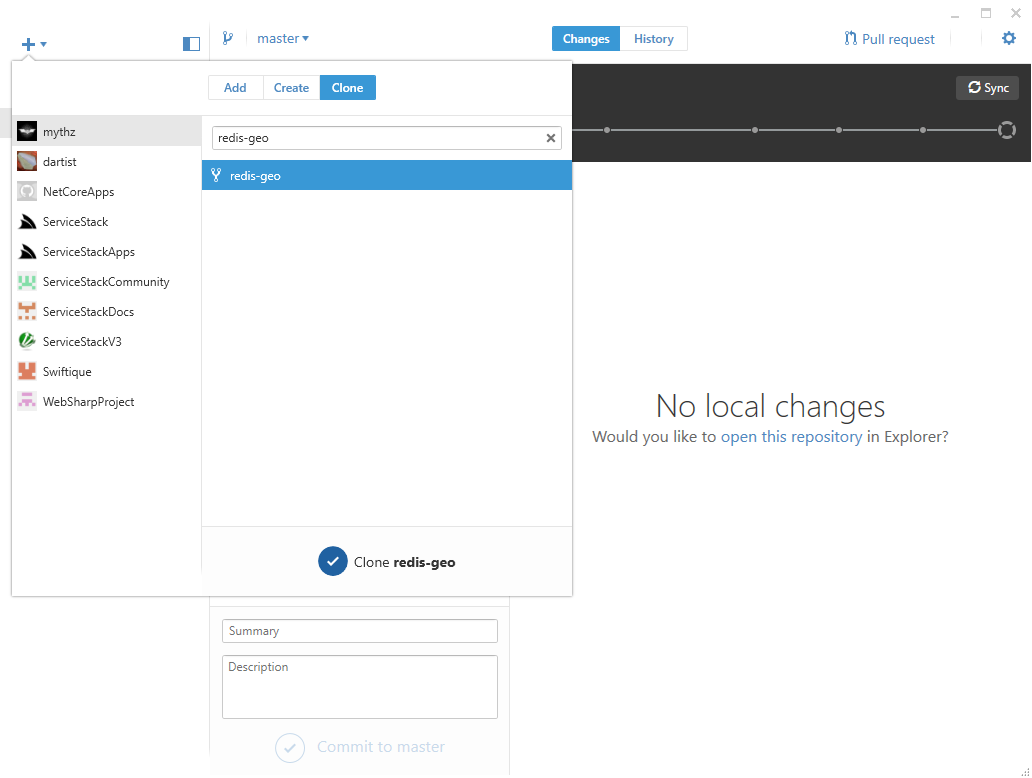 master
Changes
History
Pull request
Add
Create
Clone
Sync
mythz
dartist
NetCoreApps
ServiceStack
ServiceStackApps
ServiceStackCommunity
ServiceStackDocs
ServiceStackV3
Swiftique
WebSharpProject
redis-geo
redis-geo
Clone redis-geo
No local changes
Would you like to open this repository in Explorer?
Summary
Description
Commit to master